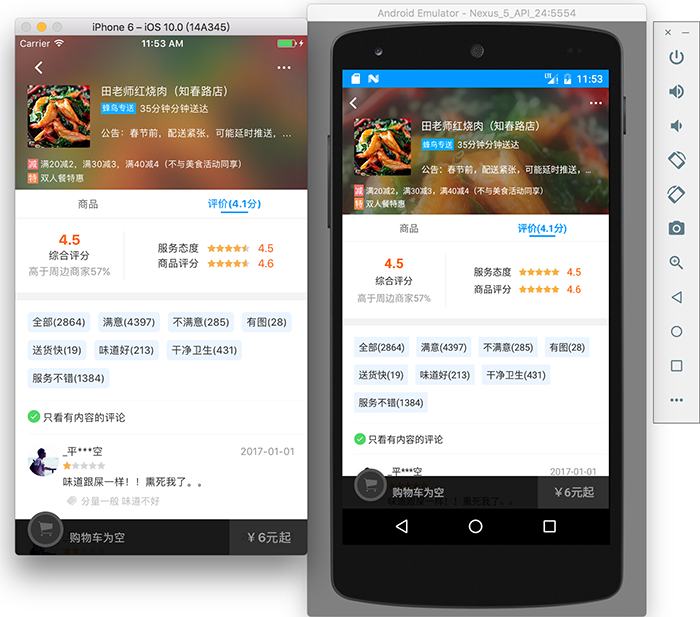 iPhone 6 – iOS 10.0 (14A345)
Carrier
11:53 AM
田老师红烧肉（知春路店）
蜂鸟专送 35分钟分钟送达
公告：春节前，配送紧张，可能延时推送，...
减 满20减2，满30减3，满40减4（不与美食活动同享）
特 双人餐特惠
商品
评价(4.1分)
4.5
综合评分
高于周边商家57%
服务态度 4.5
商品评分 4.6
全部(2864) 满意(4397) 不满意(285) 有图(28)
送货快(19) 味道好(213) 干净卫生(431)
服务不错(1384)
只看有内容的评论
_平***空 2017-01-01
味道跟屎一样！！熏死我了。。
分量一般 味道不好
购物车为空
¥6元起
Android Emulator - Nexus_5_API_24:5554
LTE 11:53
田老师红烧肉（知春路店）
蜂鸟专送 35分钟分钟送达
公告：春节前，配送紧张，可能延时推送，...
减 满20减2，满30减3，满40减4（不与美食活动同享）
特 双人餐特惠
商品
评价(4.1分)
4.5
综合评分
高于周边商家57%
服务态度 4.5
商品评分 4.6
全部(2864) 满意(4397) 不满意(285) 有图(28)
送货快(19) 味道好(213) 干净卫生(431)
服务不错(1384)
只看有内容的评论
_平***空 2017-01-01
购物车为空
¥6元起